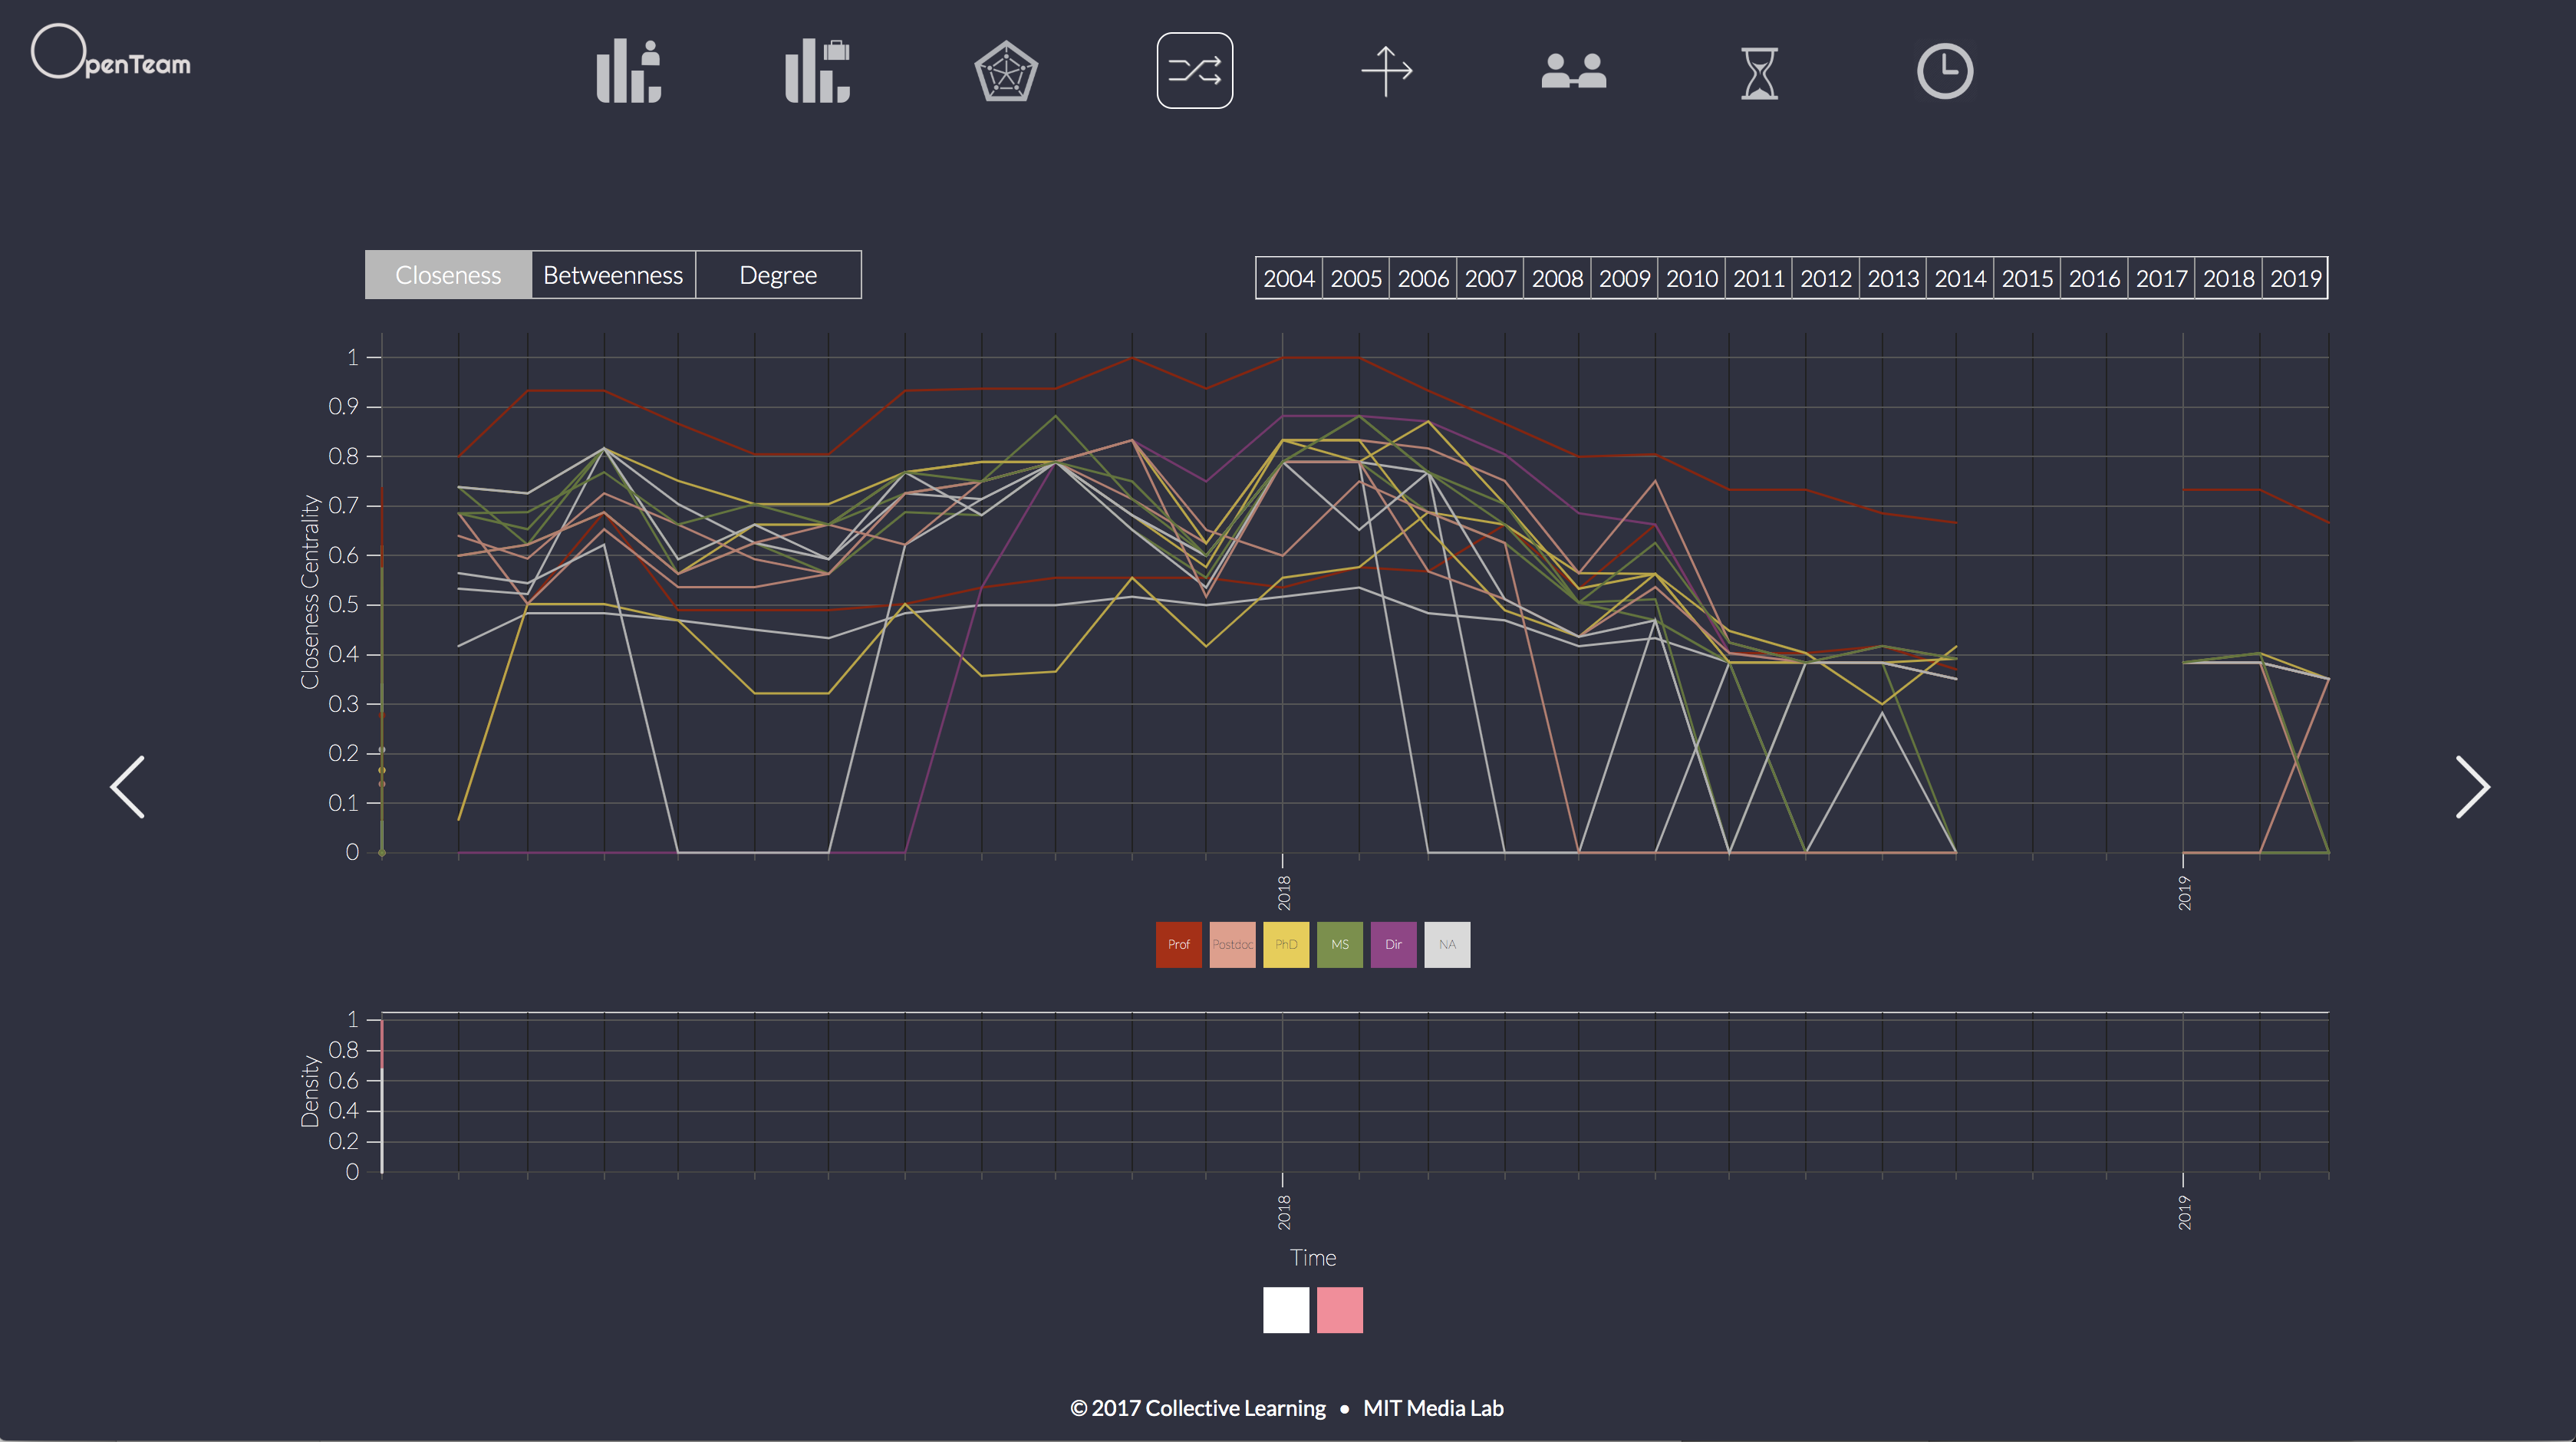 OpenTeam
Closeness Betweenness Degree
2004 2005 2006 2007 2008 2009 2010 2011 2012 2013 2014 2015 2016 2017 2018 2019
Closeness Centrality
1
0.9
0.8
0.7
0.6
0.5
0.4
0.3
0.2
0.1
0
2018 2019
Prof Postdoc PhD MS Dir NA
Density
1
0.8
0.6
0.4
0.2
0
2018 2019
Time
© 2017 Collective Learning • MIT Media Lab